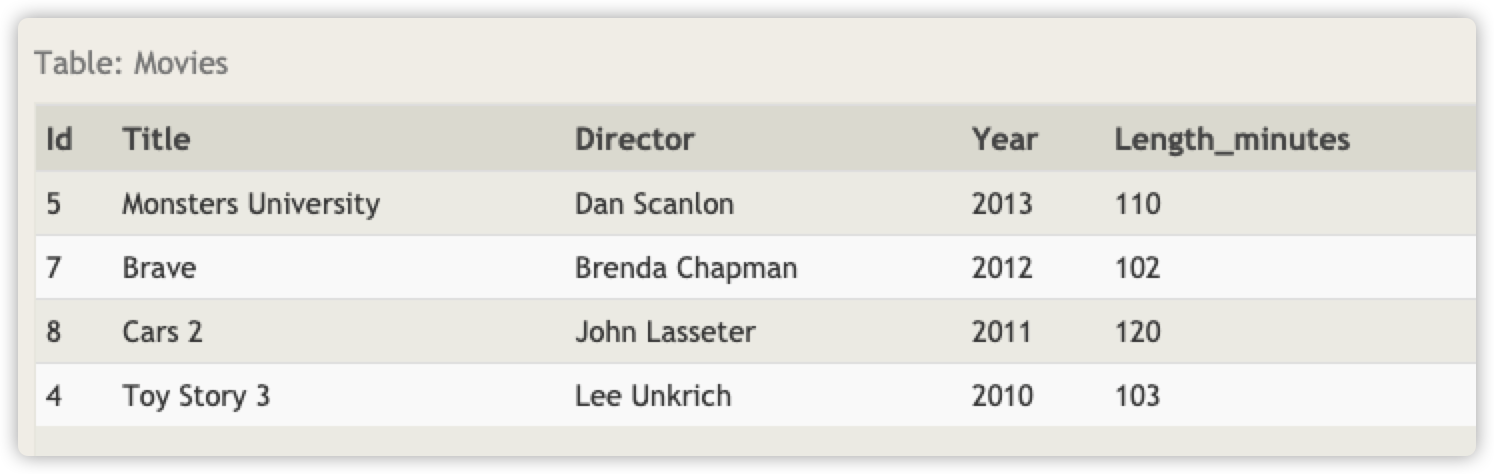 Table: Movies
Id Title Director Year Length_minutes
5 Monsters University Dan Scanlon 2013 110
7 Brave Brenda Chapman 2012 102
8 Cars 2 John Lasseter 2011 120
4 Toy Story 3 Lee Unkrich 2010 103